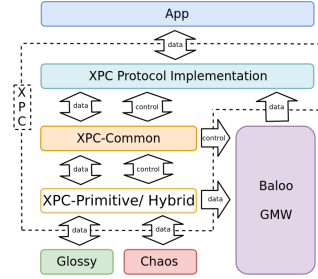 App
data
XPC Protocol Implementation
X
P
C
data
control
data
XPC-Common
control
data
control
Baloo
XPC-Primitive/ Hybrid
data
GMW
data
data
Glossy
Chaos